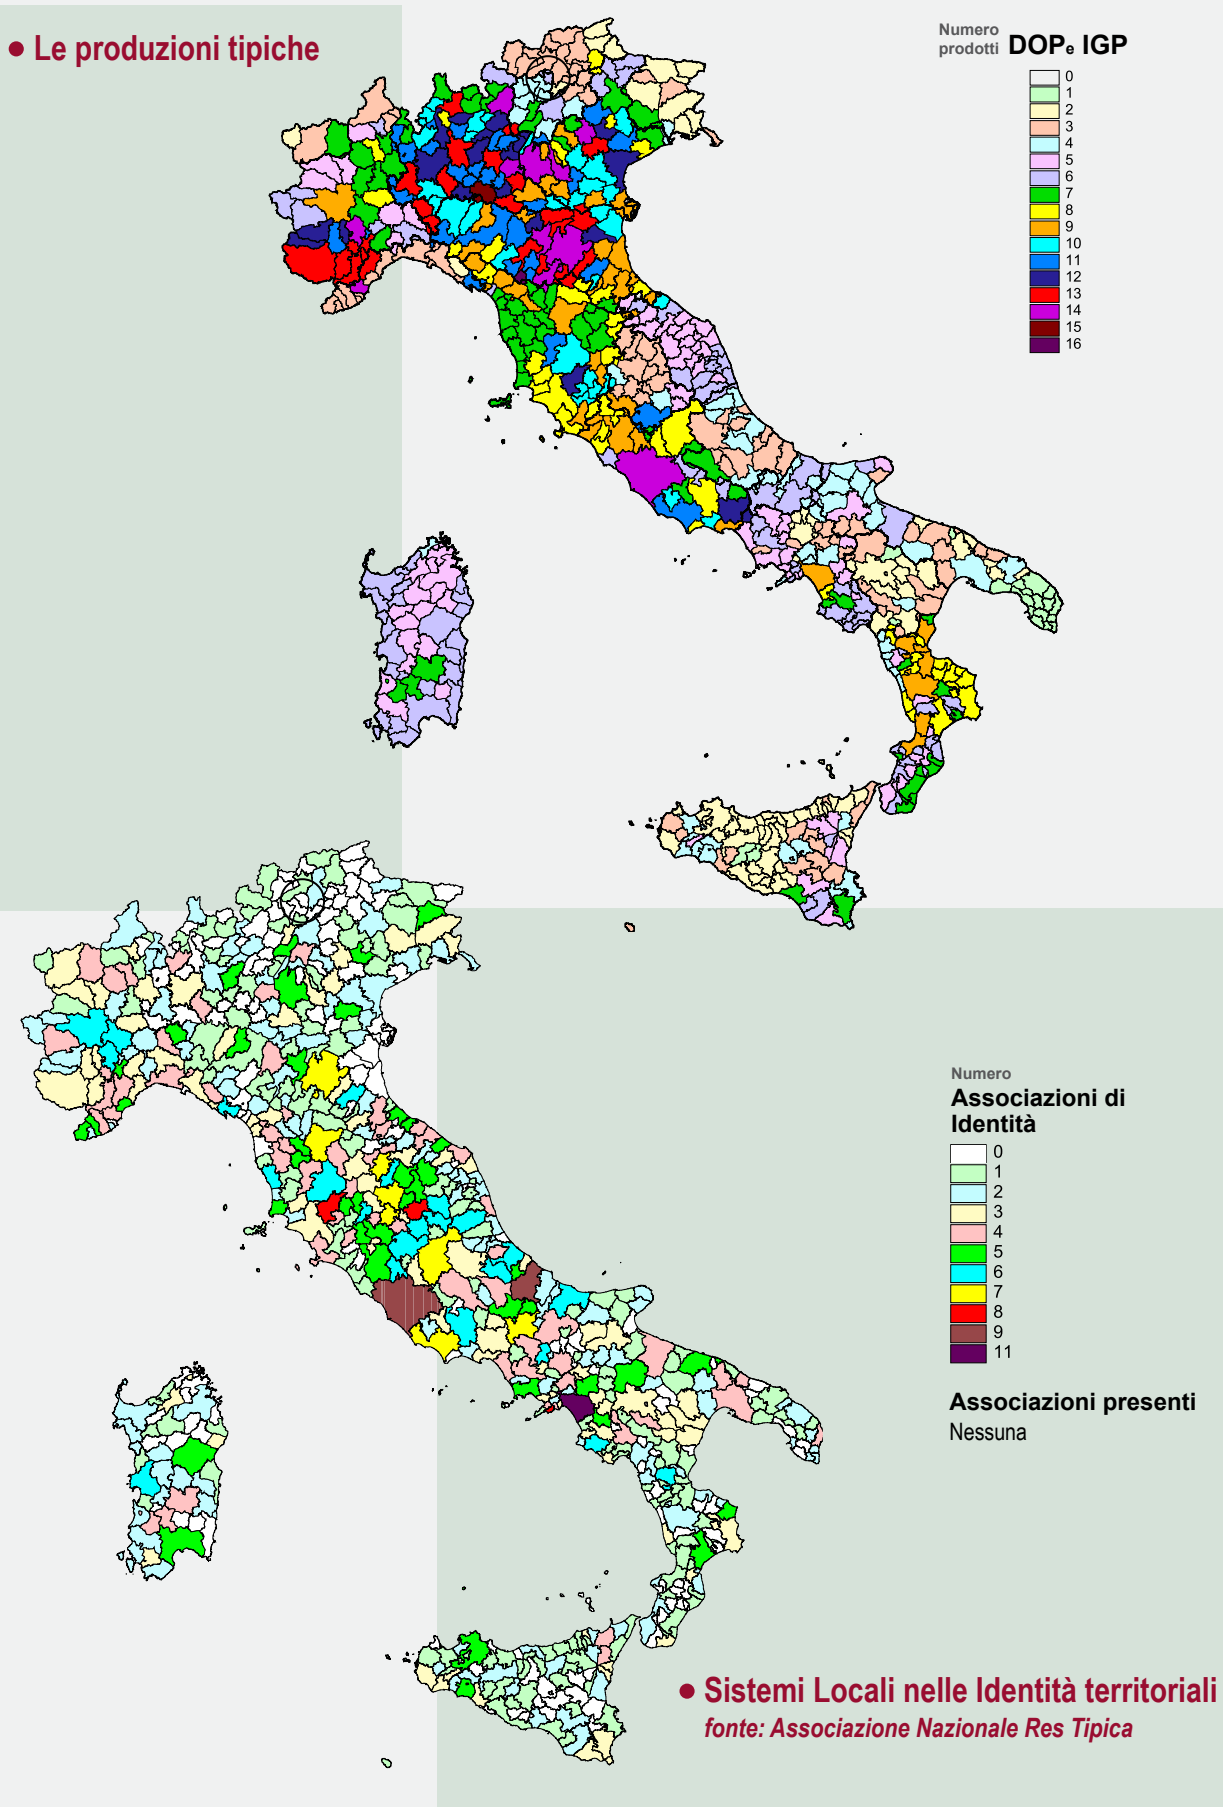 • Le produzioni tipiche
Numero
prodotti DOPe IGP
0
1
2
3
4
5
6
7
8
9
10
11
12
13
14
15
16
Numero
Associazioni di
Identità
0
1
2
3
4
5
6
7
8
9
11
Associazioni presenti
Nessuna
• Sistemi Locali nelle Identità territoriali
fonte: Associazione Nazionale Res Tipica